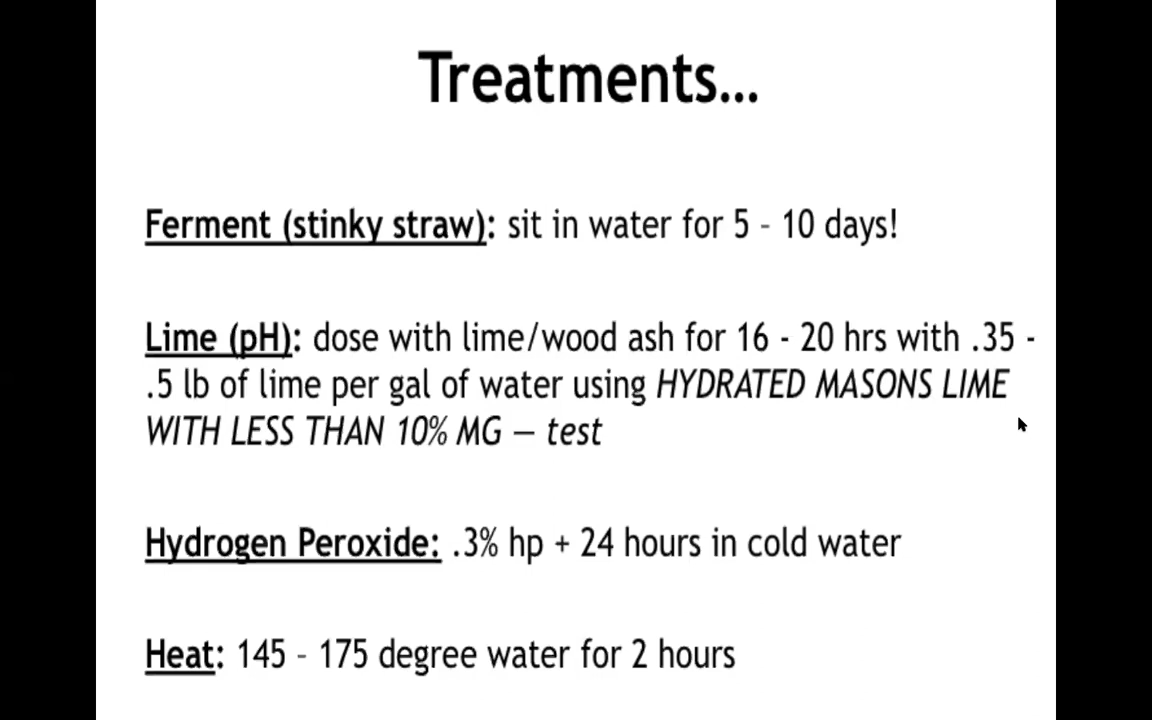 Treatments...
Ferment (stinky straw): sit in water for 5 - 10 days!
Lime (pH): dose with lime/wood ash for 16 - 20 hrs with .35 -
.5 lb of lime per gal of water using HYDRATED MASONS LIME
WITH LESS THAN 10% MG — test
Hydrogen Peroxide: .3% hp + 24 hours in cold water
Heat: 145 - 175 degree water for 2 hours